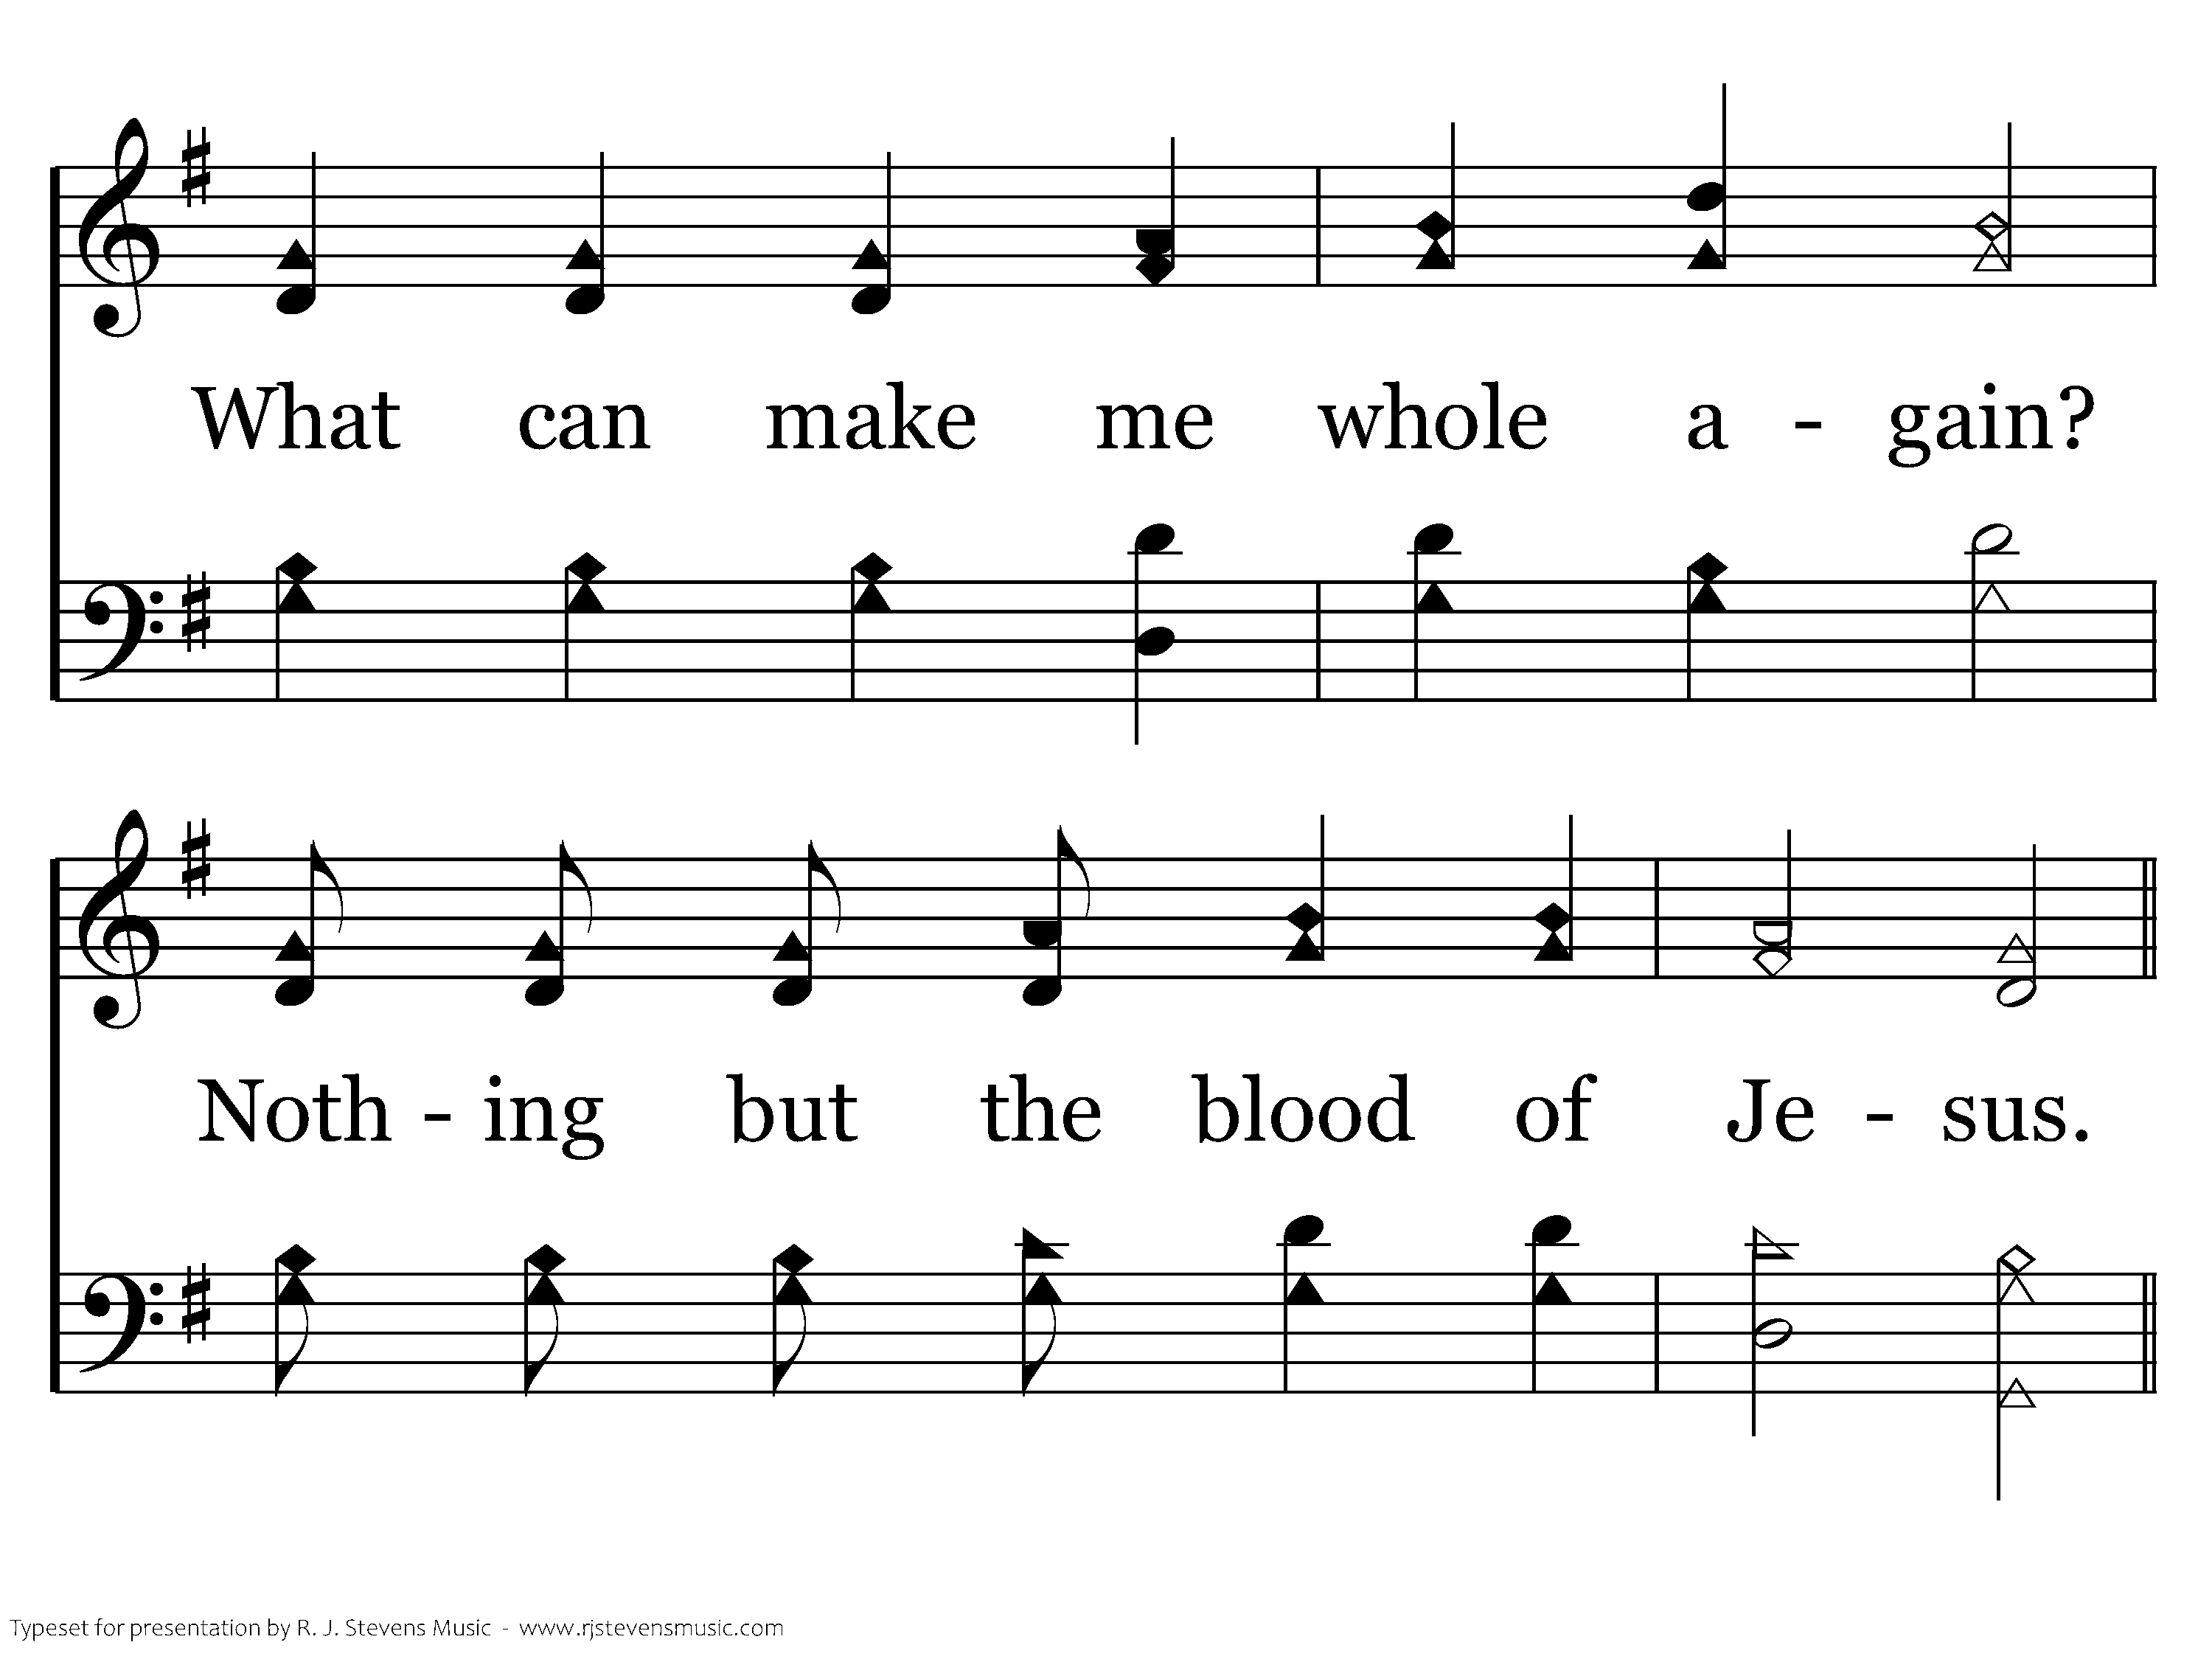 What can make me whole a - gain?
Noth - ing but the blood of Je - sus.
Typeset for presentation by R. J. Stevens Music - www.rjstevensmusic.com